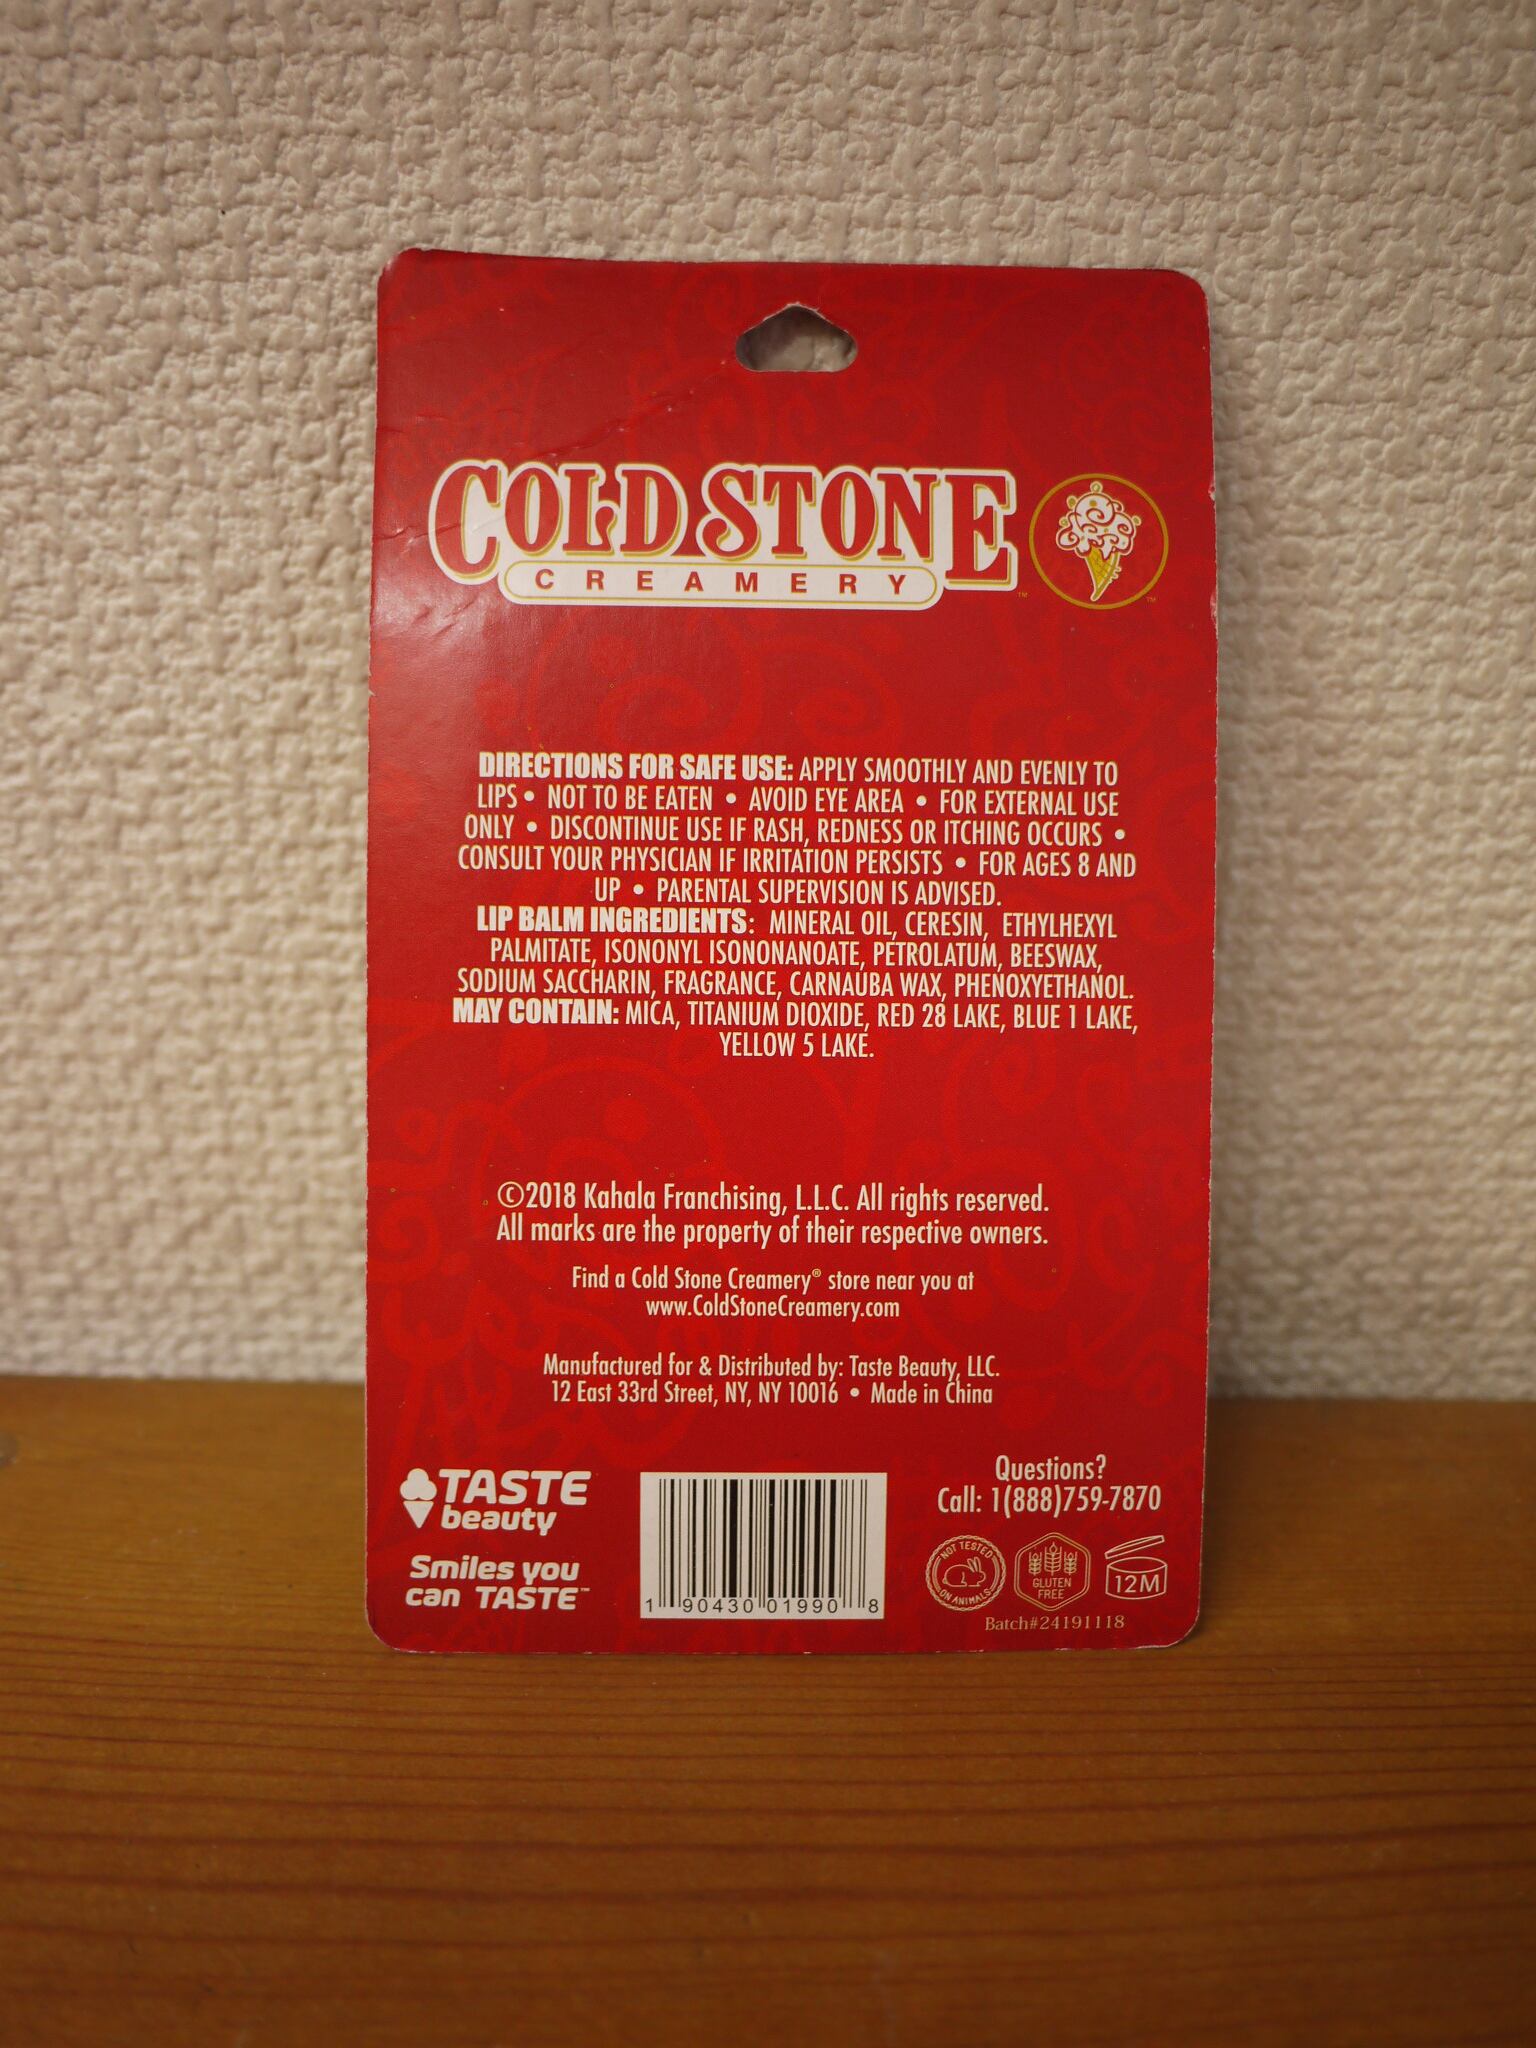 COLD STONE
CREAMERY
™
™
DIRECTIONS FOR SAFE USE: APPLY SMOOTHLY AND EVENLY TO
LIPS • NOT TO BE EATEN • AVOID EYE AREA • FOR EXTERNAL USE
ONLY • DISCONTINUE USE IF RASH, REDNESS OR ITCHING OCCURS •
CONSULT YOUR PHYSICIAN IF IRRITATION PERSISTS • FOR AGES 8 AND
UP • PARENTAL SUPERVISION IS ADVISED.
LIP BALM INGREDIENTS: MINERAL OIL, CERESIN, ETHYLHEXYL
PALMITATE, ISONONYL ISONONANOATE, PETROLATUM, BEESWAX,
SODIUM SACCHARIN, FRAGRANCE, CARNAUBA WAX, PHENOXYETHANOL.
MAY CONTAIN: MICA, TITANIUM DIOXIDE, RED 28 LAKE, BLUE 1 LAKE,
YELLOW 5 LAKE.
©2018 Kahala Franchising, L.L.C. All rights reserved.
All marks are the property of their respective owners.
Find a Cold Stone Creamery® store near you at
www.ColdStoneCreamery.com
Manufactured for & Distributed by: Taste Beauty, LLC.
12 East 33rd Street, NY, NY 10016 • Made in China
TASTE
beauty
Smiles you
can TASTE™
1 90430 01990 8
Questions?
Call: 1(888)759-7870
NOT TESTED
ON ANIMALS
GLUTEN
FREE
12M
Batch#24191118